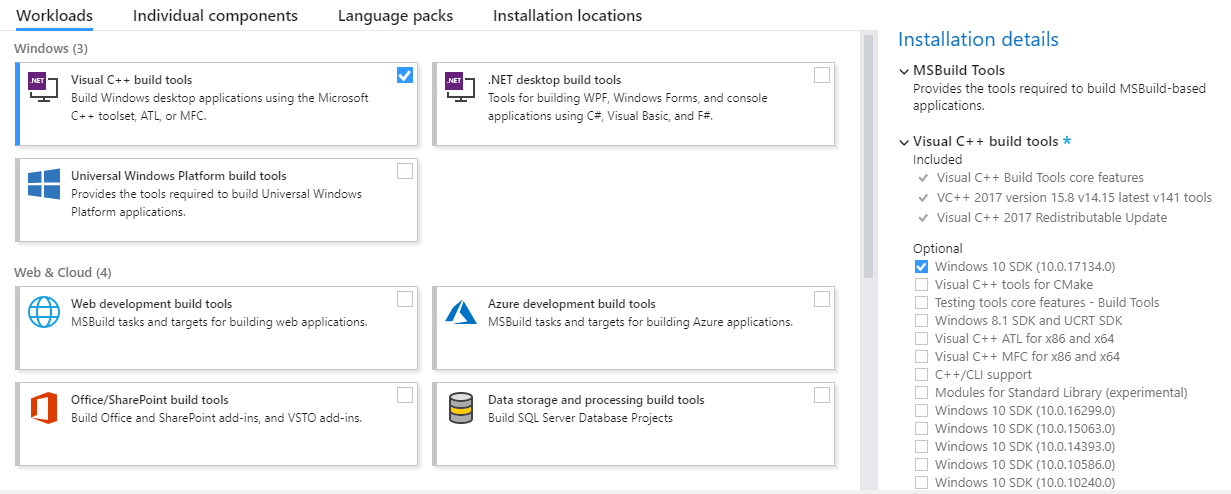 Workloads
Individual components
Language packs
Installation locations
Windows (3)
.NET
Visual C++ build tools
Build Windows desktop applications using the Microsoft
C++ toolset, ATL, or MFC.
.NET
.NET desktop build tools
Tools for building WPF, Windows Forms, and console
applications using C#, Visual Basic, and F#.
Universal Windows Platform build tools
Provides the tools required to build Universal Windows
Platform applications.
Web & Cloud (4)
Web development build tools
MSBuild tasks and targets for building web applications.
Azure development build tools
MSBuild tasks and targets for building Azure applications.
Office/SharePoint build tools
Build Office and SharePoint add-ins, and VSTO add-ins.
Data storage and processing build tools
Build SQL Server Database Projects
Installation details
MSBuild Tools
Provides the tools required to build MSBuild-based
applications.
Visual C++ build tools *
Included
Visual C++ Build Tools core features
VC++ 2017 version 15.8 v14.15 latest v141 tools
Visual C++ 2017 Redistributable Update
Optional
Windows 10 SDK (10.0.17134.0)
Visual C++ tools for CMake
Testing tools core features - Build Tools
Windows 8.1 SDK and UCRT SDK
Visual C++ ATL for x86 and x64
Visual C++ MFC for x86 and x64
C++/CLI support
Modules for Standard Library (experimental)
Windows 10 SDK (10.0.16299.0)
Windows 10 SDK (10.0.15063.0)
Windows 10 SDK (10.0.14393.0)
Windows 10 SDK (10.0.10586.0)
Windows 10 SDK (10.0.10240.0)